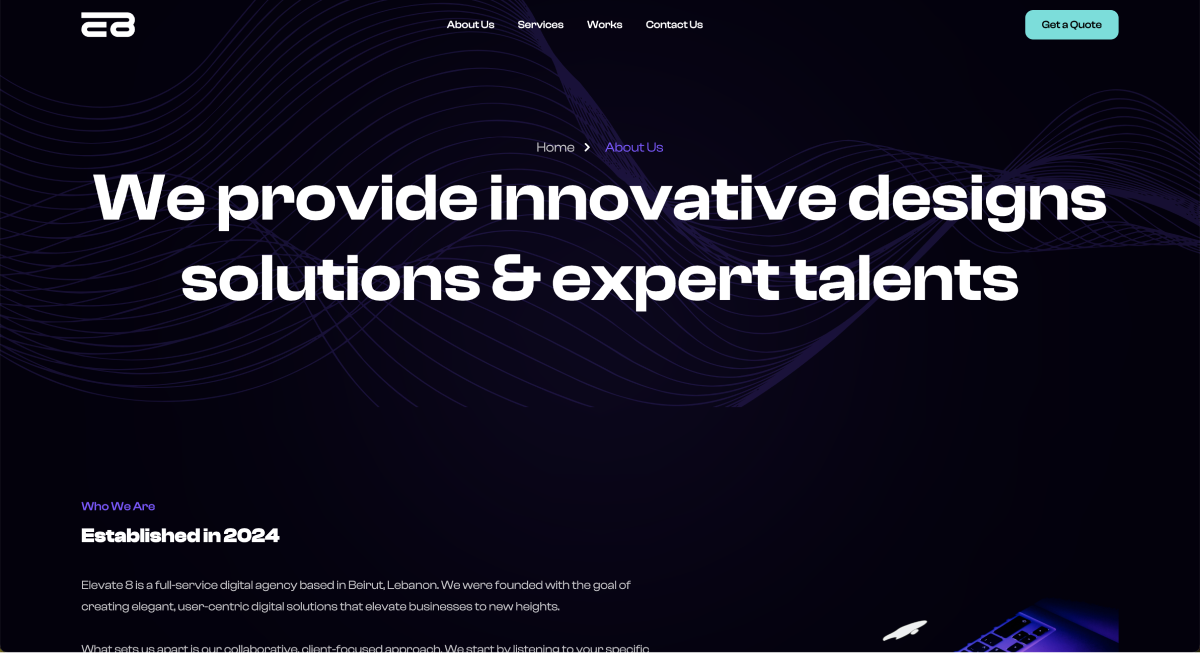 E8
About Us Services Works Contact Us
Get a Quote
Home > About Us
We provide innovative designs
solutions & expert talents
Who We Are
Established in 2024
Elevate 8 is a full-service digital agency based in Beirut, Lebanon. We were founded with the goal of
creating elegant, user-centric digital solutions that elevate businesses to new heights.
What sets us apart is our collaborative, client-focused approach. We start by listening to your specific